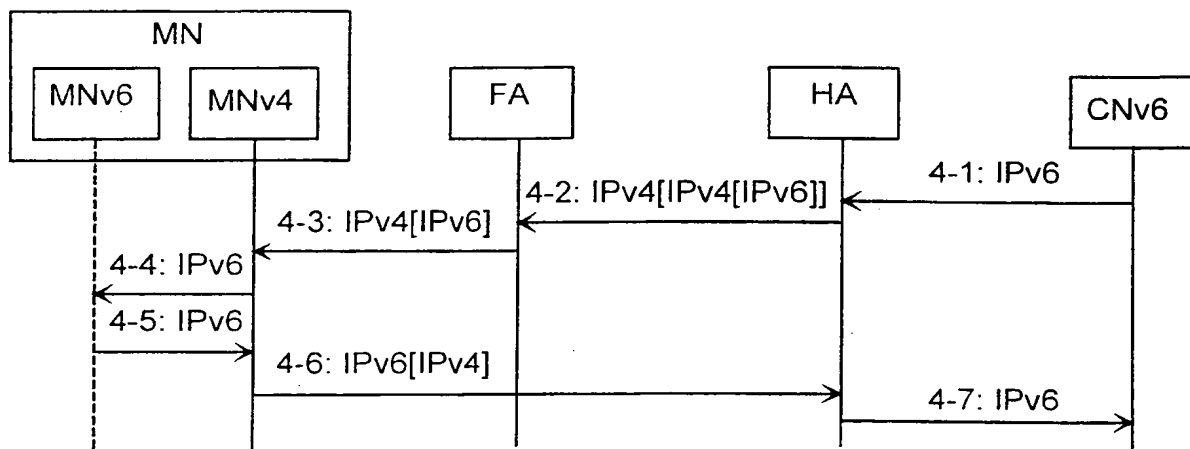 MN
MNv6
MNv4
FA
HA
CNv6
4-1: IPv6
4-2: IPv4[IPv4[IPv6]]
4-3: IPv4[IPv6]
4-4: IPv6
4-5: IPv6
4-6: IPv6[IPv4]
4-7: IPv6